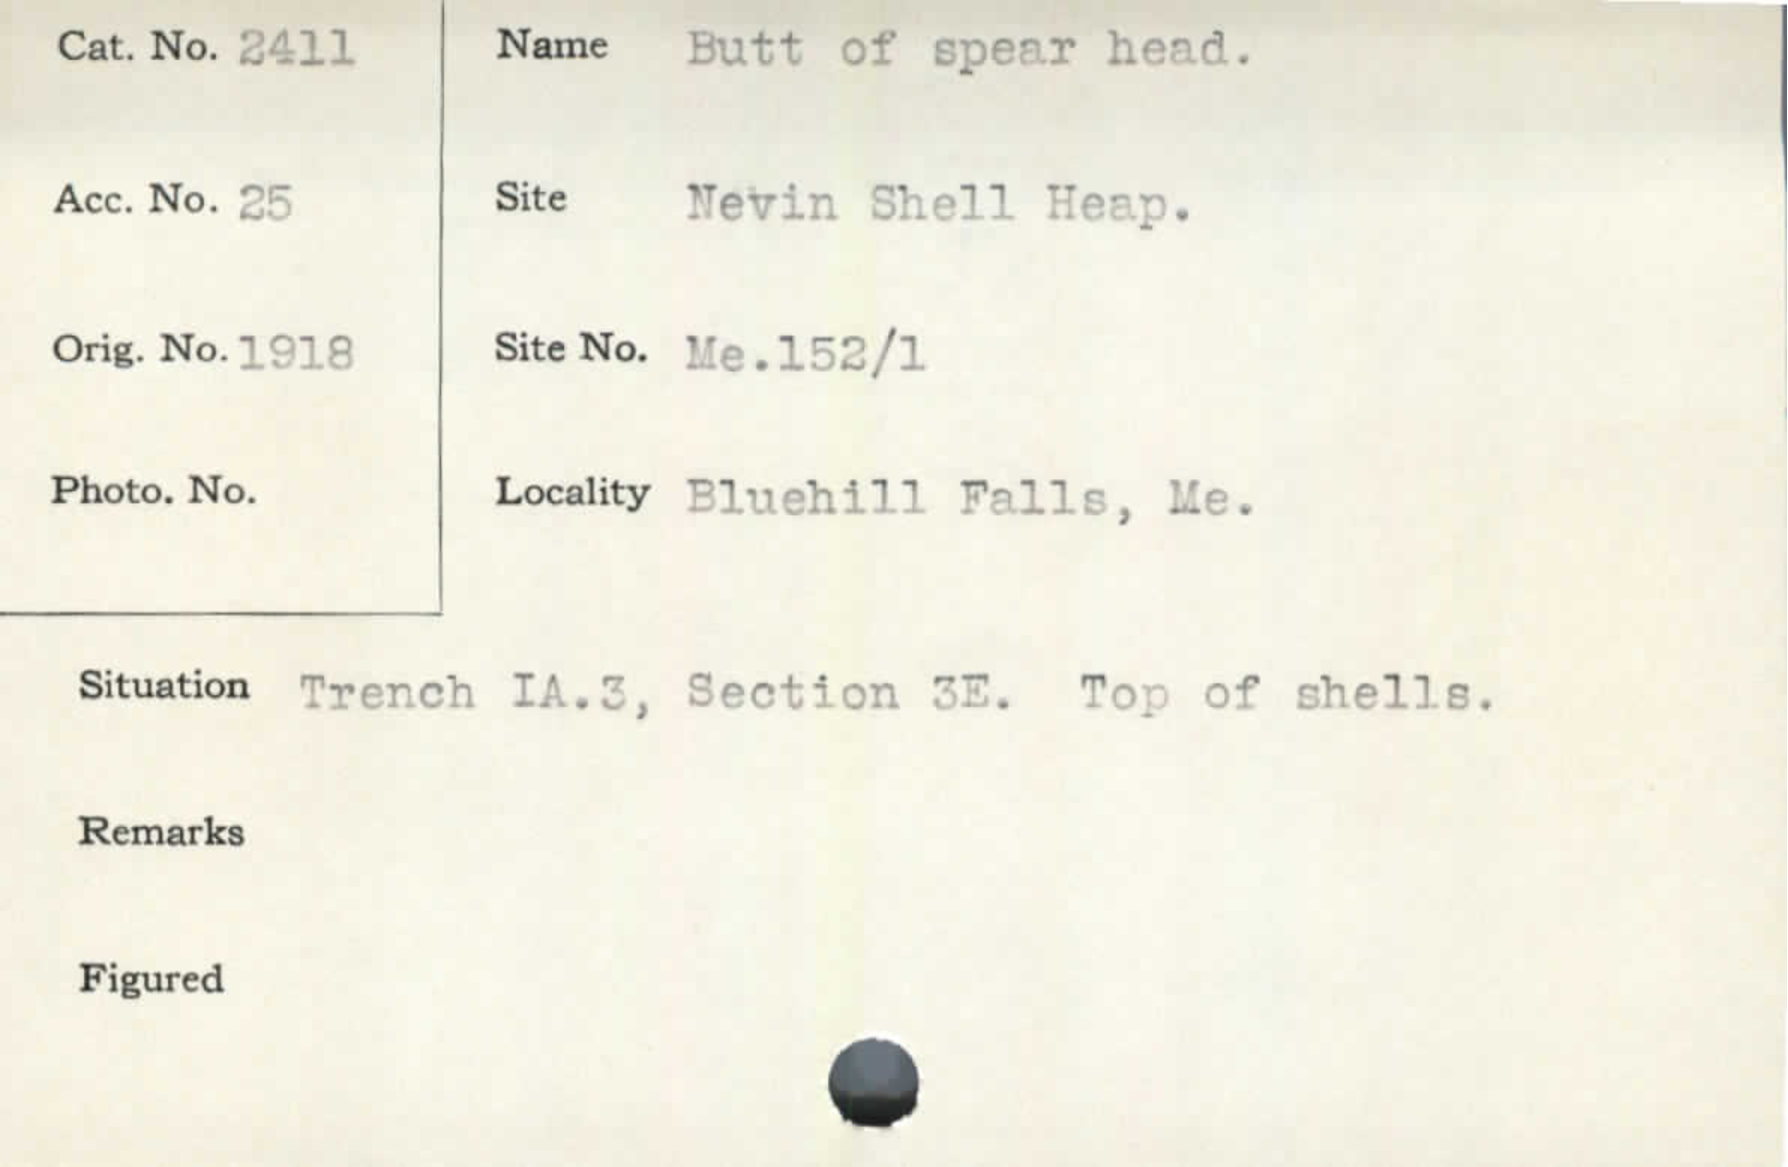 Cat. No. 2411
Acc. No. 25
Orig. No. 1918
Photo. No.
Name Butt of spear head.
Site Nevin Shell Heap.
Site No. Me.152/1
Locality Bluehill Falls, Me.
Situation Trench IA.3, Section 3E. Top of shells.
Remarks
Figured